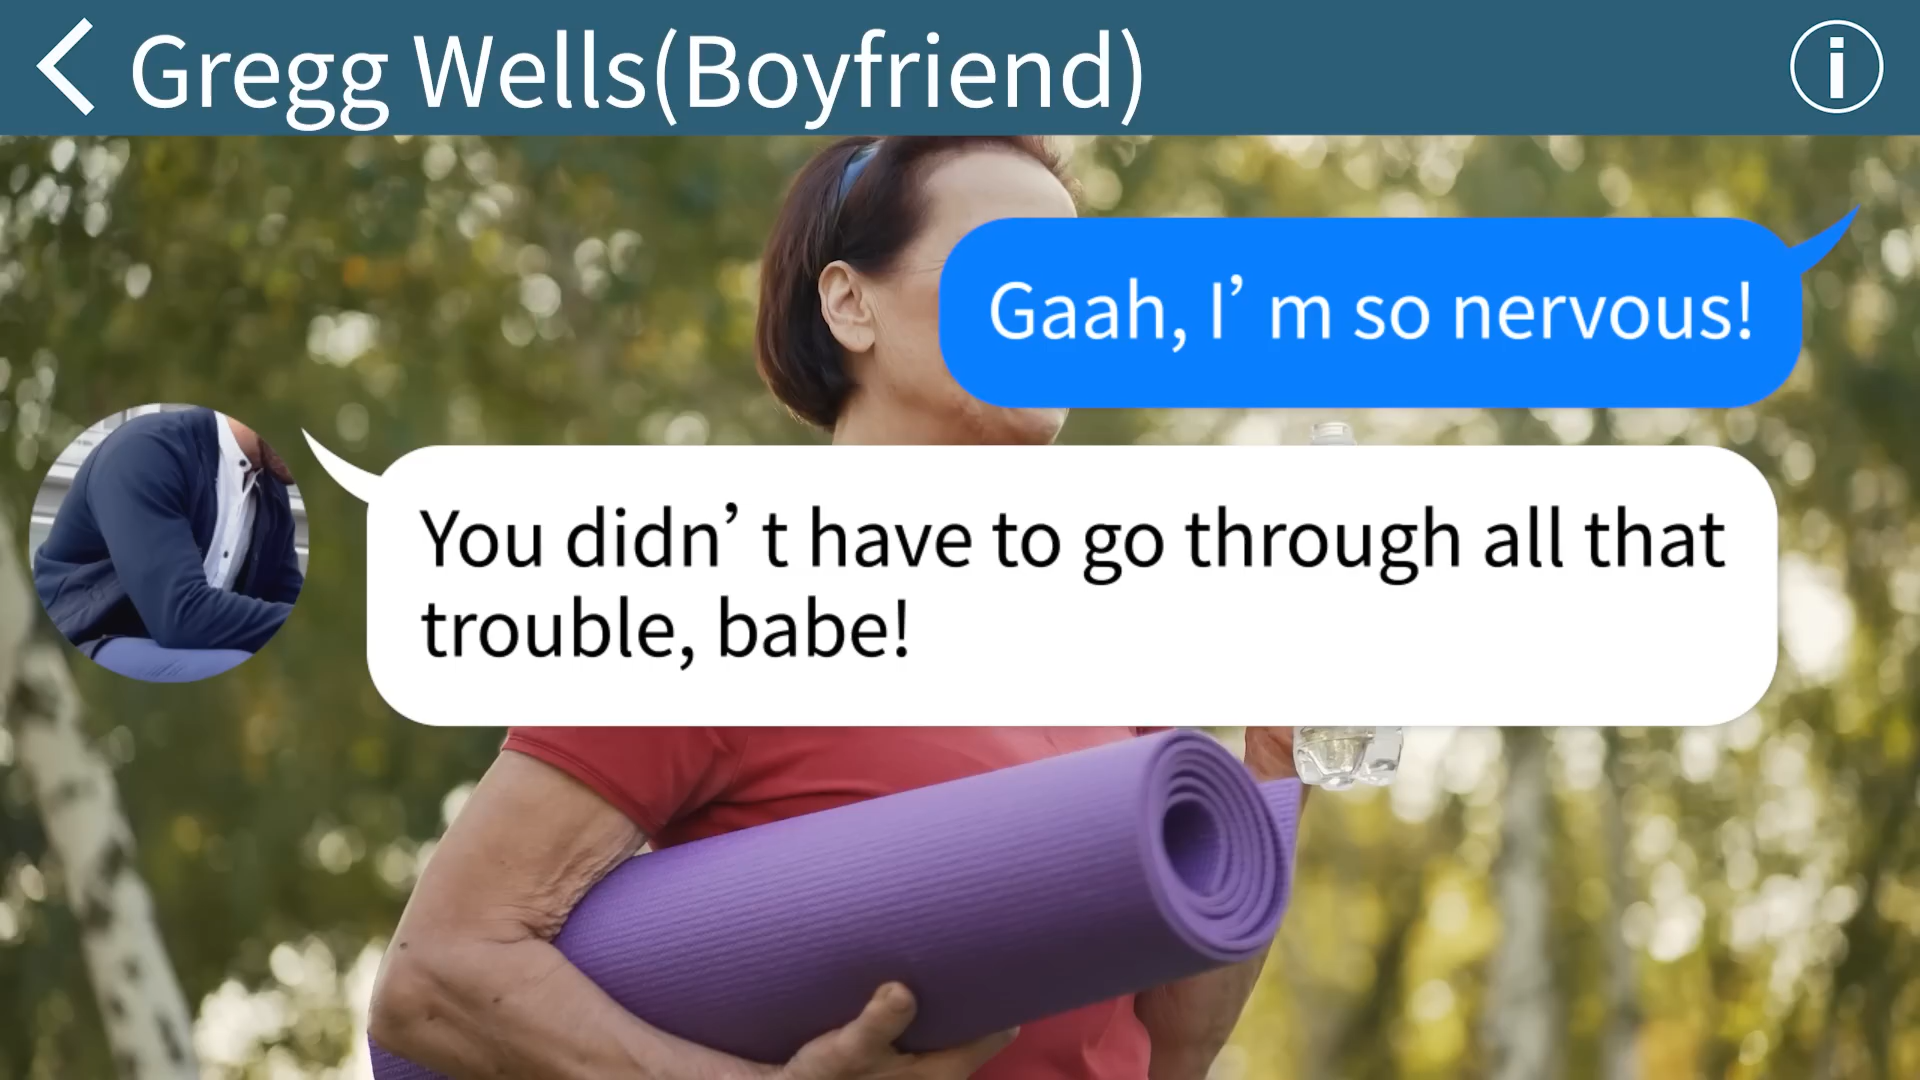 Gregg Wells(Boyfriend)
Gaah, I’m so nervous!
You didn’t have to go through all that
trouble, babe!